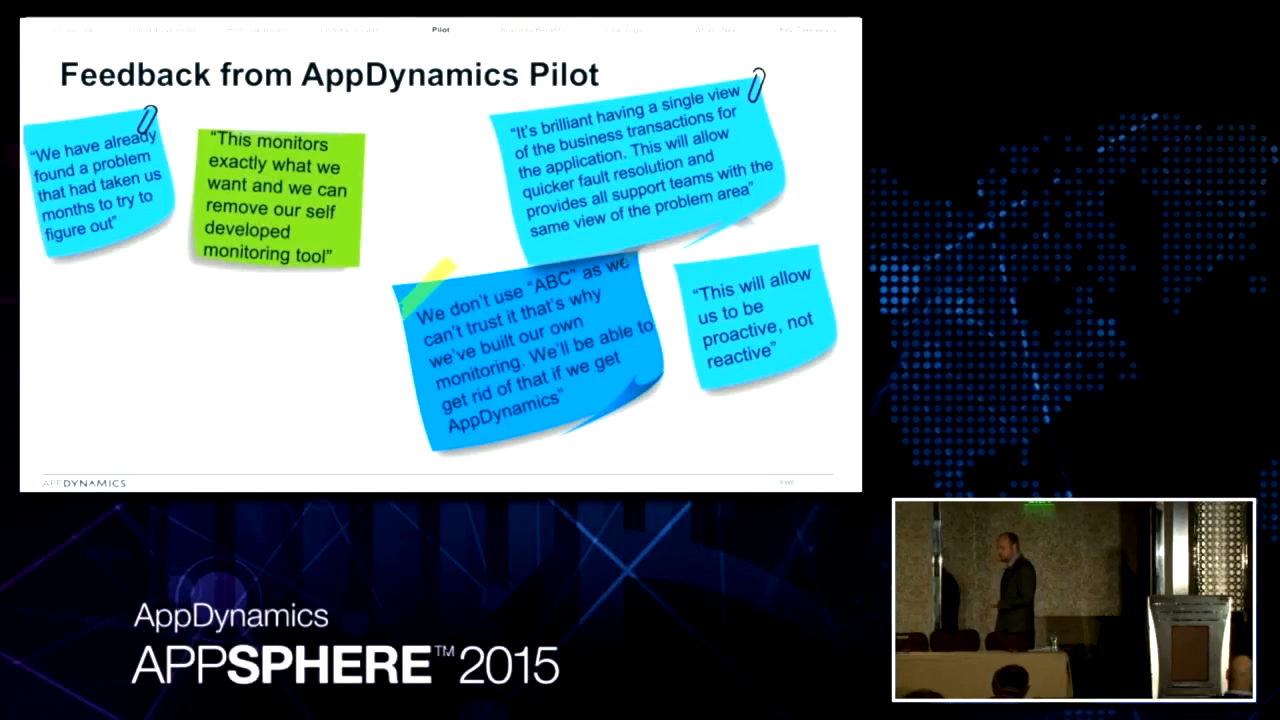 Pilot
Feedback from AppDynamics Pilot
“We have already
found a problem
that had taken us
months to try to
figure out”
“This monitors
exactly what we
want and we can
remove our self
developed
monitoring tool”
“It’s brilliant having a single view
of the business transactions for
the application. This will allow
quicker fault resolution and
provides all support teams with the
same view of the problem area”
We don’t use “ABC” as we
can’t trust it that’s why
we’ve built our own
monitoring. We’ll be able to
get rid of that if we get
AppDynamics”
“This will allow
us to be
proactive, not
reactive”
APPDYNAMICS
AppDynamics
APPSPHERE™ 2015